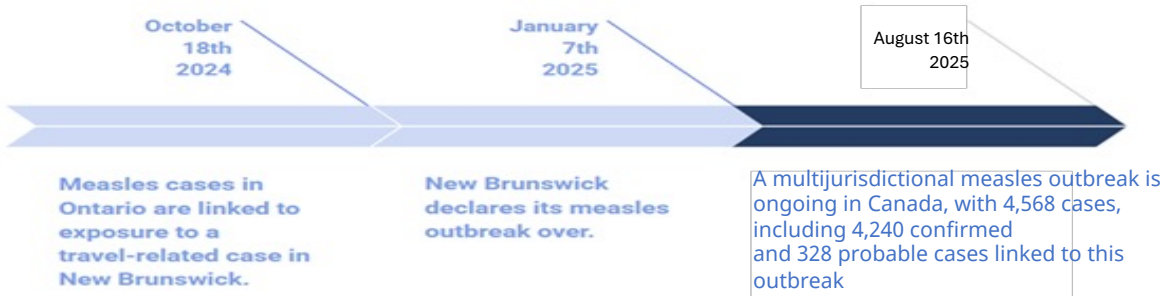 October
18th
2024
Measles cases in
Ontario are linked to
exposure to a
travel-related case in
New Brunswick.
January
7th
2025
New Brunswick
declares its measles
outbreak over.
August 16th
2025
A multijurisdictional measles outbreak is
ongoing in Canada, with 4,568 cases,
including 4,240 confirmed
and 328 probable cases linked to this
outbreak